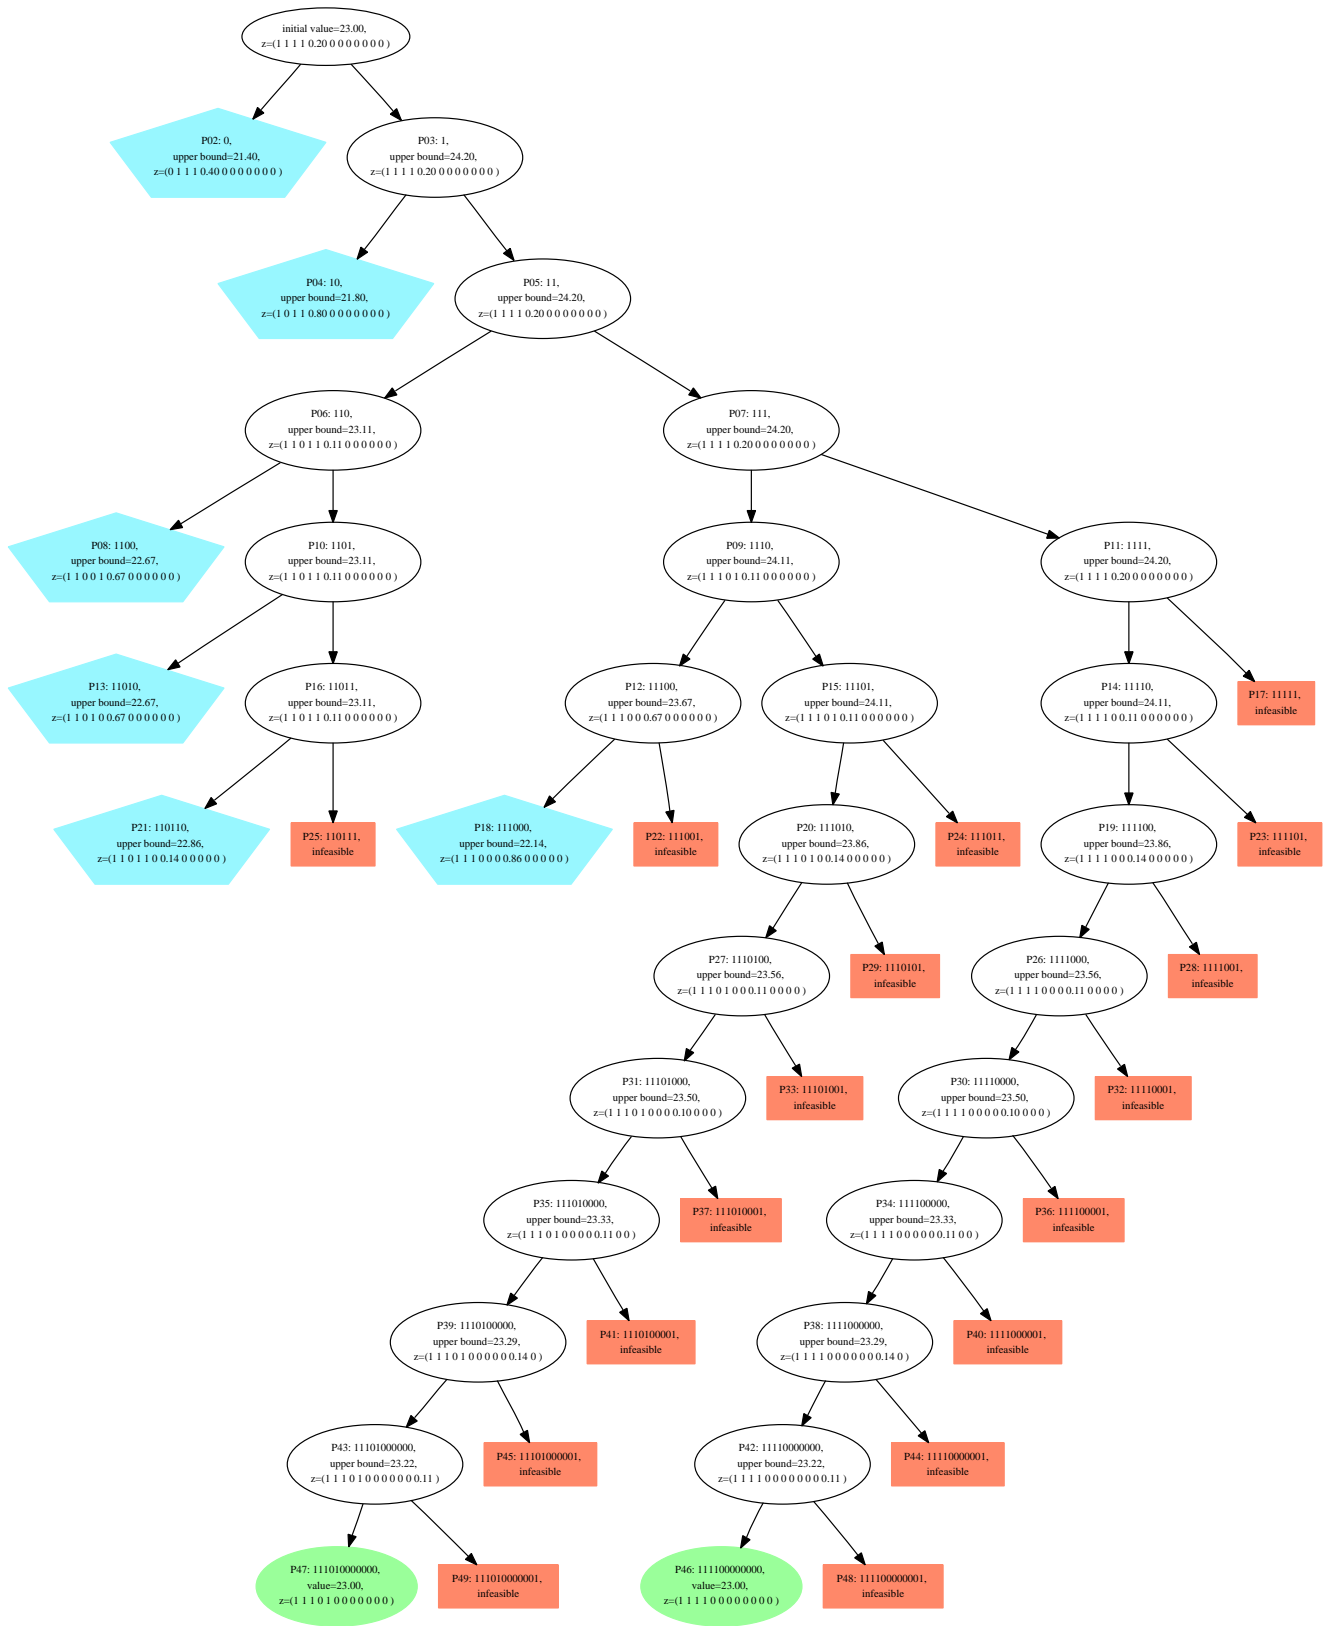 initial value=23.00,
z=(1 1 1 1 0.20 0 0 0 0 0 0 0 )
P02: 0,
upper bound=21.40,
z=(0 1 1 1 0.40 0 0 0 0 0 0 0 )
P03: 1,
upper bound=24.20,
z=(1 1 1 1 0.20 0 0 0 0 0 0 0 )
P04: 10,
upper bound=21.80,
z=(1 0 1 1 0.80 0 0 0 0 0 0 0 )
P05: 11,
upper bound=24.20,
z=(1 1 1 1 0.20 0 0 0 0 0 0 0 )
P06: 110,
upper bound=23.11,
z=(1 1 0 1 1 0.11 0 0 0 0 0 0 )
P07: 111,
upper bound=24.20,
z=(1 1 1 1 0.20 0 0 0 0 0 0 0 )
P08: 1100,
upper bound=22.67,
z=(1 1 0 0 1 0.67 0 0 0 0 0 0 )
P10: 1101,
upper bound=23.11,
z=(1 1 0 1 1 0.11 0 0 0 0 0 0 )
P09: 1110,
upper bound=24.11,
z=(1 1 1 0 1 0.11 0 0 0 0 0 0 )
P11: 1111,
upper bound=24.20,
z=(1 1 1 1 0.20 0 0 0 0 0 0 0 )
P13: 11010,
upper bound=22.67,
z=(1 1 0 1 0 0.67 0 0 0 0 0 0 )
P16: 11011,
upper bound=23.11,
z=(1 1 0 1 1 0.11 0 0 0 0 0 0 )
P12: 11100,
upper bound=23.67,
z=(1 1 1 0 0 0.67 0 0 0 0 0 0 )
P15: 11101,
upper bound=24.11,
z=(1 1 1 0 1 0.11 0 0 0 0 0 0 )
P14: 11110,
upper bound=24.11,
z=(1 1 1 1 0 0.11 0 0 0 0 0 0 )
P17: 11111,
infeasible
P21: 110110,
upper bound=22.86,
z=(1 1 0 1 1 0 0.14 0 0 0 0 0 )
P25: 110111,
infeasible
P18: 111000,
upper bound=22.14,
z=(1 1 1 0 0 0 0.86 0 0 0 0 0 )
P22: 111001,
infeasible
P20: 111010,
upper bound=23.86,
z=(1 1 1 0 1 0 0.14 0 0 0 0 0 )
P24: 111011,
infeasible
P19: 111100,
upper bound=23.86,
z=(1 1 1 1 0 0 0.14 0 0 0 0 0 )
P23: 111101,
infeasible
P27: 1110100,
upper bound=23.56,
z=(1 1 1 0 1 0 0 0.11 0 0 0 0 )
P29: 1110101,
infeasible
P26: 1111000,
upper bound=23.56,
z=(1 1 1 1 0 0 0 0.11 0 0 0 0 )
P28: 1111001,
infeasible
P31: 11101000,
upper bound=23.50,
z=(1 1 1 0 1 0 0 0 0.10 0 0 0 )
P33: 11101001,
infeasible
P30: 11110000,
upper bound=23.50,
z=(1 1 1 1 0 0 0 0 0.10 0 0 0 )
P32: 11110001,
infeasible
P35: 111010000,
upper bound=23.33,
z=(1 1 1 0 1 0 0 0 0 0.11 0 0 )
P37: 111010001,
infeasible
P34: 111100000,
upper bound=23.33,
z=(1 1 1 1 0 0 0 0 0 0.11 0 0 )
P36: 111100001,
infeasible
P39: 1110100000,
upper bound=23.29,
z=(1 1 1 0 1 0 0 0 0 0 0.14 0 )
P41: 1110100001,
infeasible
P38: 1111000000,
upper bound=23.29,
z=(1 1 1 1 0 0 0 0 0 0 0.14 0 )
P40: 1111000001,
infeasible
P43: 11101000000,
upper bound=23.22,
z=(1 1 1 0 1 0 0 0 0 0 0 0.11 )
P45: 11101000001,
infeasible
P42: 11110000000,
upper bound=23.22,
z=(1 1 1 1 0 0 0 0 0 0 0 0.11 )
P44: 11110000001,
infeasible
P47: 111010000000,
value=23.00,
z=(1 1 1 0 1 0 0 0 0 0 0 0 )
P49: 111010000001,
infeasible
P46: 111100000000,
value=23.00,
z=(1 1 1 1 0 0 0 0 0 0 0 0 )
P48: 111100000001,
infeasible